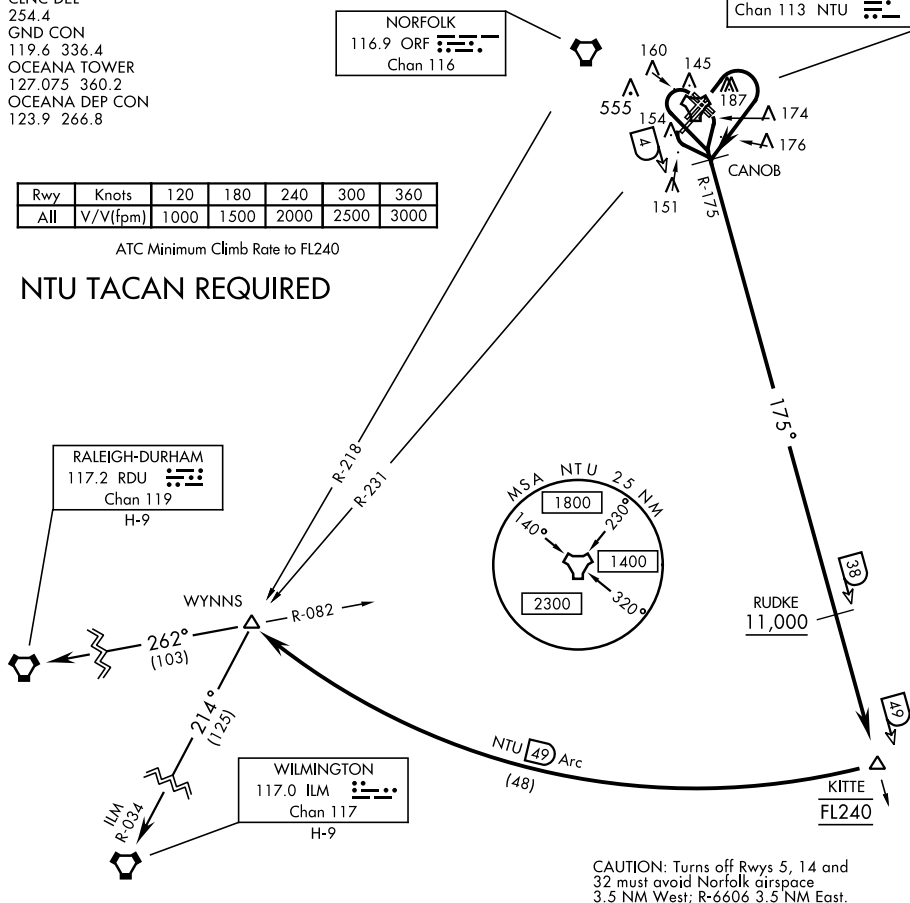 CLNC DEL
254.4
GND CON
119.6 336.4
OCEANA TOWER
127.075 360.2
OCEANA DEP CON
123.9 266.8
NORFOLK
116.9 ORF
Chan 116
Chan 113 NTU
160
145
555
187
154
174
176
4
151
CANOB
R-175
Rwy Knots 120 180 240 300 360
All V/V(fpm) 1000 1500 2000 2500 3000
ATC Minimum Climb Rate to FL240
NTU TACAN REQUIRED
175°
R-218
R-231
RALEIGH-DURHAM
117.2 RDU
Chan 119
H-9
MSA NTU 25 NM
1800
140°
230°
1400
2300
320°
38
RUDKE
11,000
WYNNS
R-082
262°
(103)
214°
(125)
49
NTU 49 Arc
(48)
KITTE
FL240
WILMINGTON
117.0 ILM
Chan 117
H-9
ILM
R-034
CAUTION: Turns off Rwys 5, 14 and
32 must avoid Norfolk airspace
3.5 NM West; R-6606 3.5 NM East.